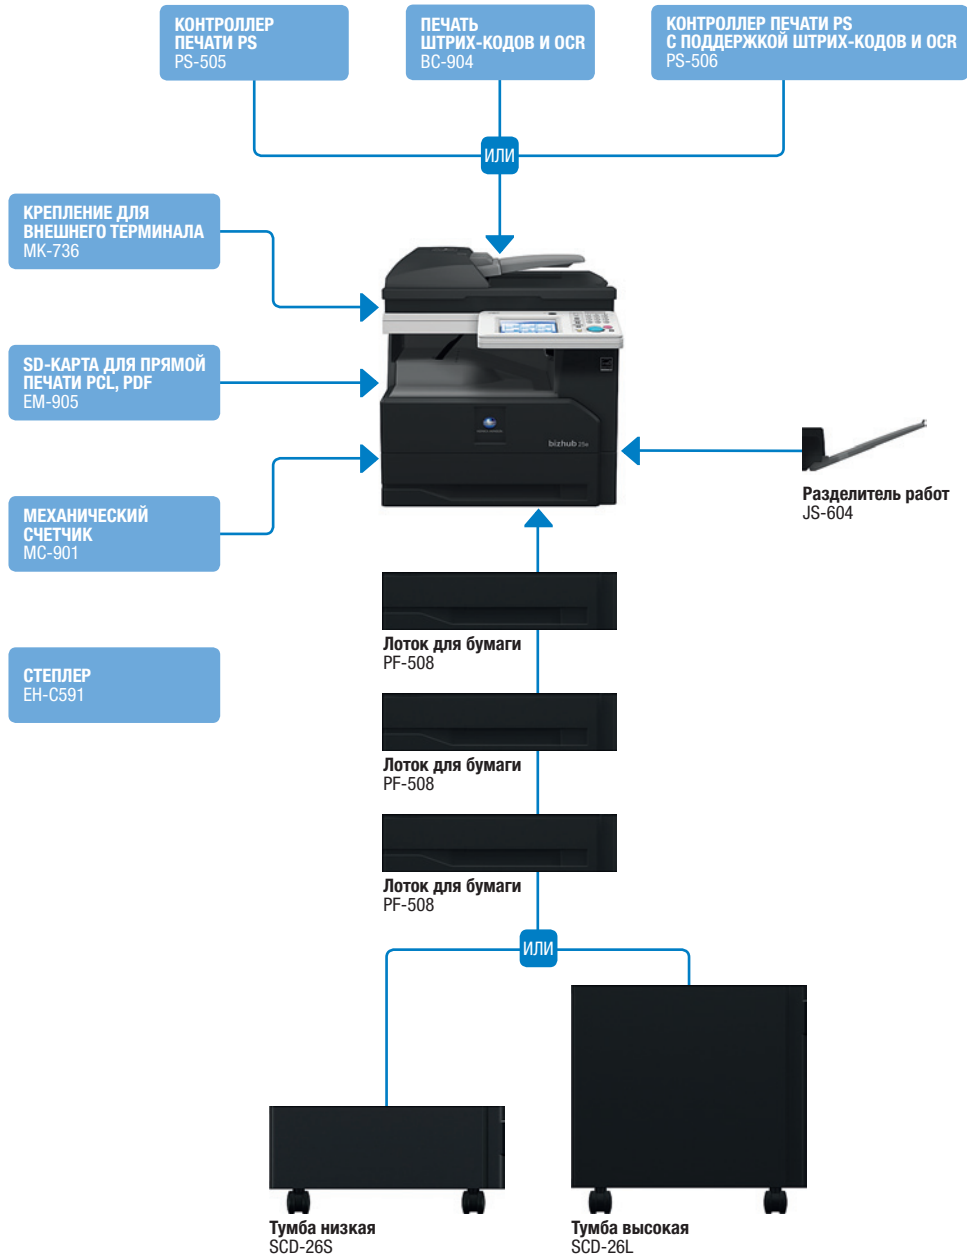 КОНТРОЛЛЕР
ПЕЧАТИ PS
PS-505
ПЕЧАТЬ
ШТРИХ-КОДОВ И OCR
BC-904
КОНТРОЛЛЕР ПЕЧАТИ PS
С ПОДДЕРЖКОЙ ШТРИХ-КОДОВ И OCR
PS-506
ИЛИ
КРЕПЛЕНИЕ ДЛЯ
ВНЕШНЕГО ТЕРМИНАЛА
MK-736
SD-КАРТА ДЛЯ ПРЯМОЙ
ПЕЧАТИ PCL, PDF
EM-905
bizhub 25e
МЕХАНИЧЕСКИЙ
СЧЕТЧИК
MC-901
Разделитель работ
JS-604
СТЕПЛЕР
EH-C591
Лоток для бумаги
PF-508
Лоток для бумаги
PF-508
Лоток для бумаги
PF-508
ИЛИ
Тумба низкая
SCD-26S
Тумба высокая
SCD-26L